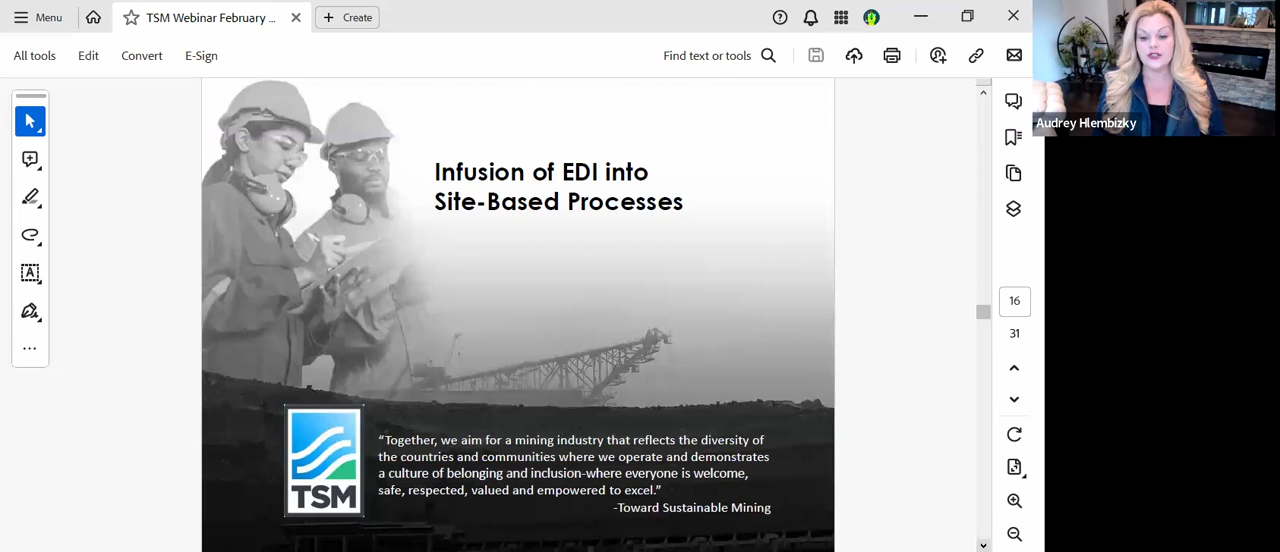 Menu
TSM Webinar February ...
Create
All tools
Edit
Convert
E-Sign
Find text or tools
Audrey Hlembizky
Infusion of EDI into
Site-Based Processes
16
31
TSM
“Together, we aim for a mining industry that reflects the diversity of
the countries and communities where we operate and demonstrates
a culture of belonging and inclusion-where everyone is welcome,
safe, respected, valued and empowered to excel.”
-Toward Sustainable Mining